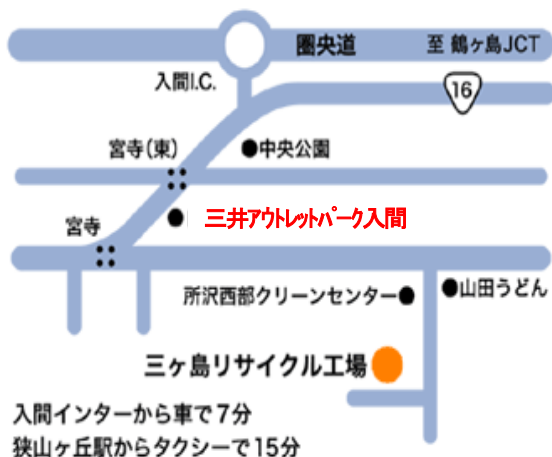 圏央道
至 鶴ヶ島JCT
入間I.C.
16
宮寺(東)
●中央公園
三井アウトレットパーク入間
宮寺
所沢西部クリーンセンター●
●山田うどん
三ヶ島リサイクル工場
入間インターから車で7分
狭山ヶ丘駅からタクシーで15分